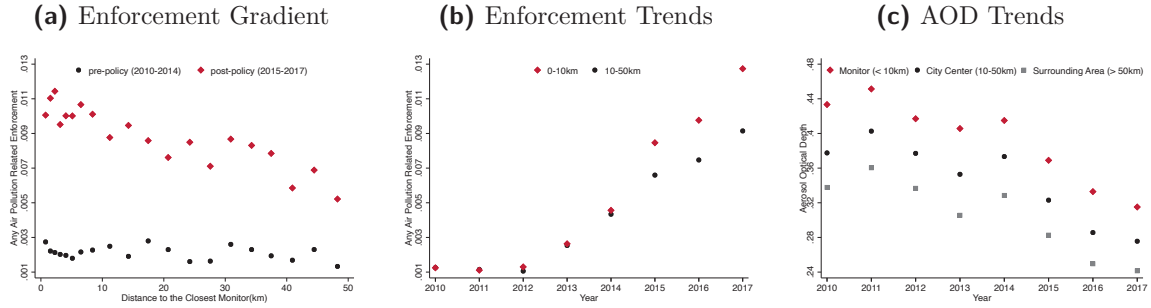 (a) Enforcement Gradient
pre-policy (2010-2014) post-policy (2015-2017)
Any Air Pollution Related Enforcement
.013
.011
.009
.007
.005
.003
.001
0 10 20 30 40 50
Distance to the Closest Monitor(km)
(b) Enforcement Trends
0-10km 10-50km
Any Air Pollution Related Enforcement
.013
.011
.009
.007
.005
.003
.001
2010 2011 2012 2013 2014 2015 2016 2017
Year
(c) AOD Trends
Monitor (< 10km) City Center (10-50km) Surrounding Area (> 50km)
Aerosol Optical Depth
.48
.44
.4
.36
.32
.28
.24
2010 2011 2012 2013 2014 2015 2016 2017
Year